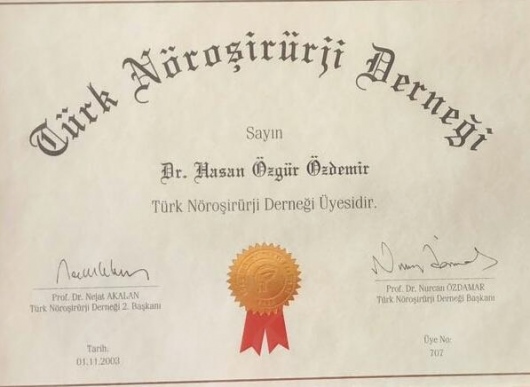 Türk Nöroşirürji Derneği
Sayın
Dr. Hasan Özgür Özdemir
Türk Nöroşirürji Derneği Üyesidir.
Prof. Dr. Nejat AKALAN
Türk Nöroşirürji Derneği 2. Başkanı
Prof. Dr. Nurcan ÖZDAMAR
Türk Nöroşirürji Derneği Başkanı
Tarih:
01.11.2003
Üye No:
707